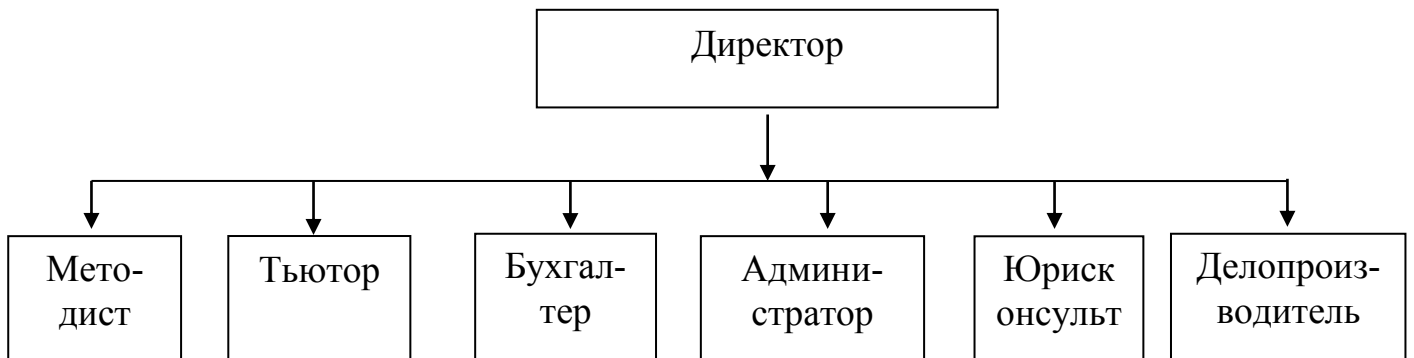 Директор
Мето-
дист
Тьютор
Бухгал-
тер
Админи-
стратор
Юриск
онсульт
Делопроиз-
водитель